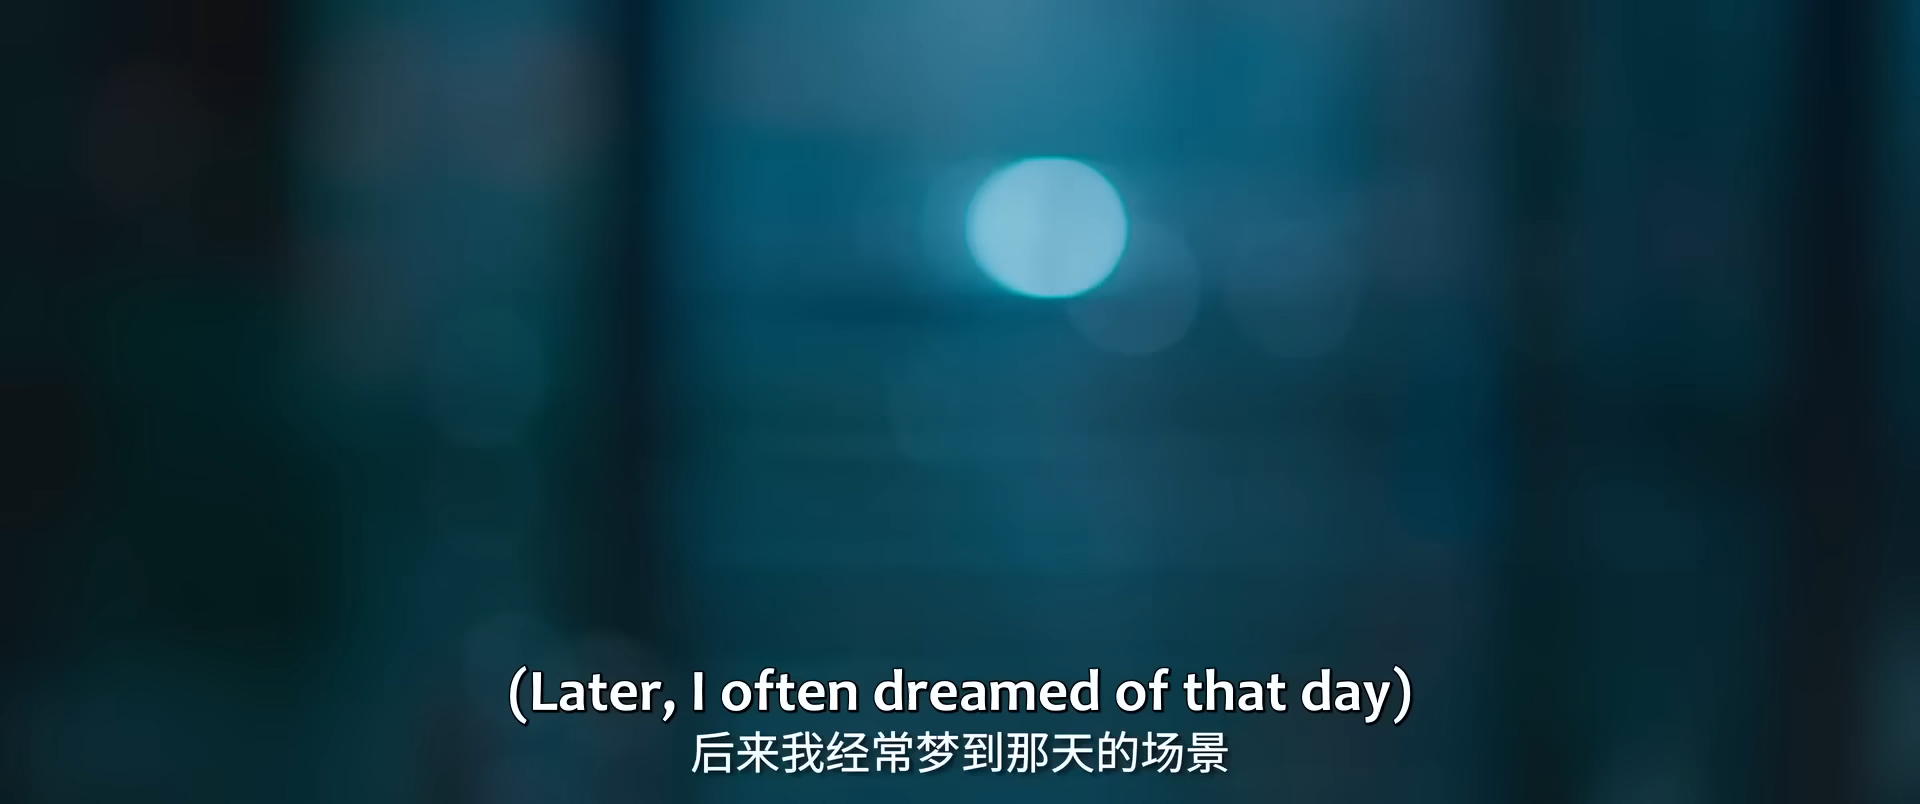 (Later, I often dreamed of that day)
后来我经常梦到那天的场景